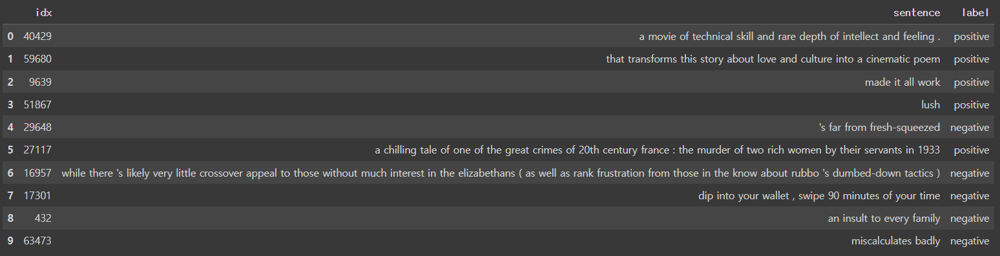 idx sentence label
0 40429 a movie of technical skill and rare depth of intellect and feeling . positive
1 59680 that transforms this story about love and culture into a cinematic poem positive
2 9639 made it all work positive
3 51867 lush positive
4 29648 's far from fresh-squeezed negative
5 27117 a chilling tale of one of the great crimes of 20th century france : the murder of two rich women by their servants in 1933 positive
6 16957 while there 's likely very little crossover appeal to those without much interest in the elizabethans ( as well as rank frustration from those in the know about rubbo 's dumbed-down tactics ) negative
7 17301 dip into your wallet , swipe 90 minutes of your time negative
8 432 an insult to every family negative
9 63473 miscalculates badly negative